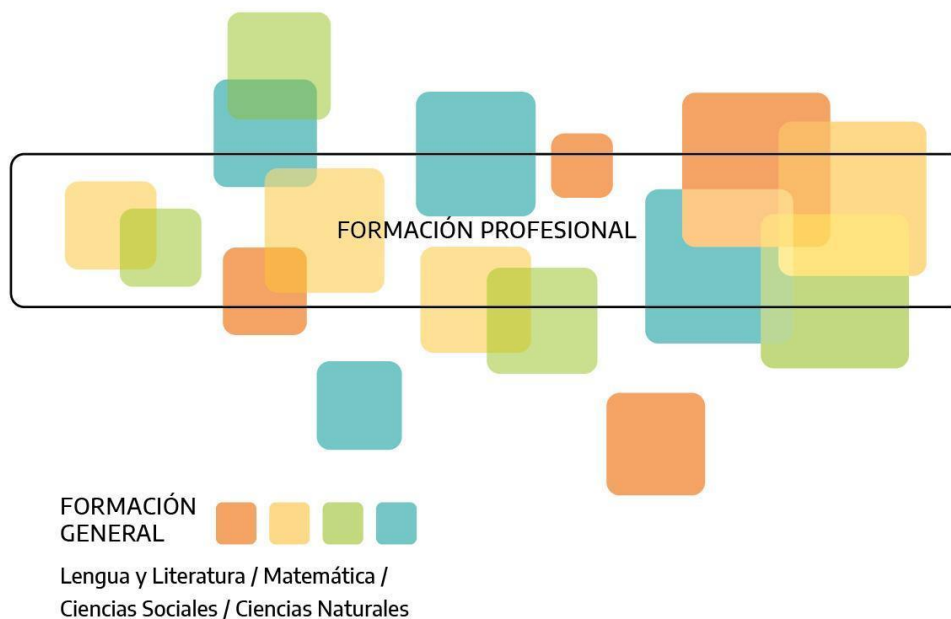 FORMACIÓN PROFESIONAL
FORMACIÓN
GENERAL
Lengua y Literatura / Matemática /
Ciencias Sociales / Ciencias Naturales